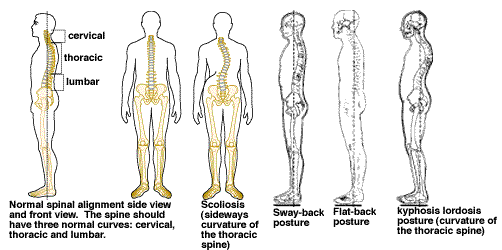 cervical
thoracic
lumbar
Normal spinal alignment side view
and front view. The spine should
have three normal curves: cervical,
thoracic and lumbar.
Scoliosis
(sideways
curvature of
the thoracic
spine)
Sway-back
posture
Flat-back
posture
kyphosis lordosis
posture (curvature of
the thoracic spine)